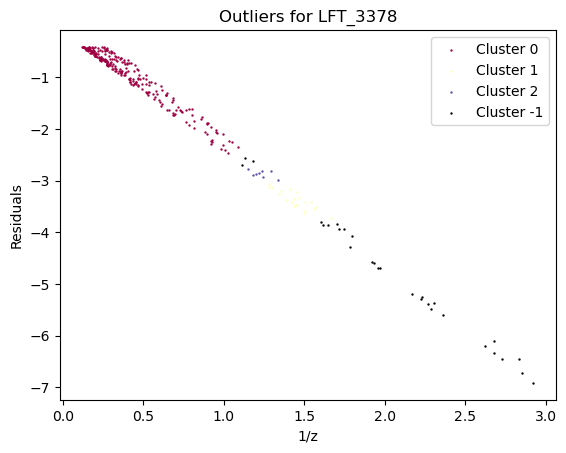 Outliers for LFT_3378
Cluster 0
Cluster 1
Cluster 2
Cluster -1
Residuals
−1
−2
−3
−4
−5
−6
−7
0.0 0.5 1.0 1.5 2.0 2.5 3.0
1/z